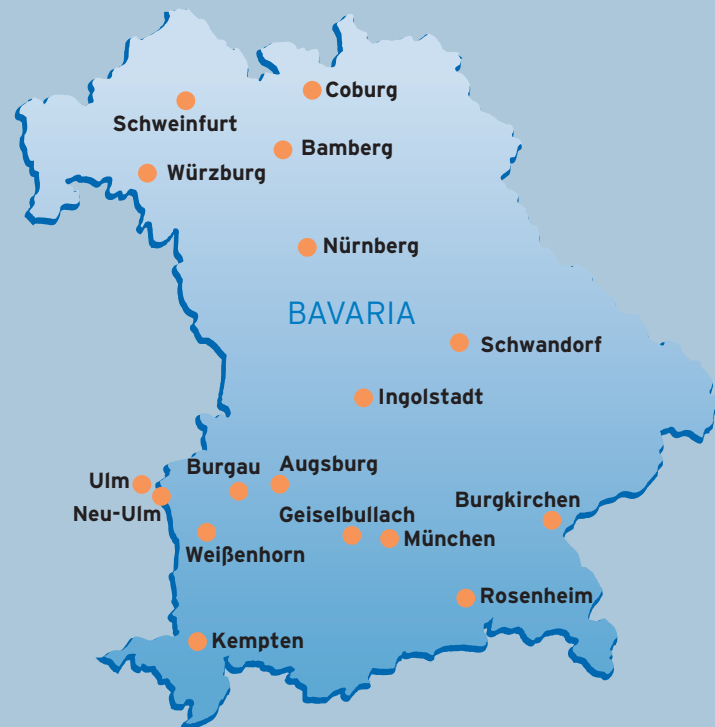 Coburg
Schweinfurt
Bamberg
Würzburg
Nürnberg
BAVARIA
Schwandorf
Ingolstadt
Augsburg
Burgau
Ulm
Neu-Ulm
Burgkirchen
Geiselbullach
München
Weißenhorn
Rosenheim
Kempten